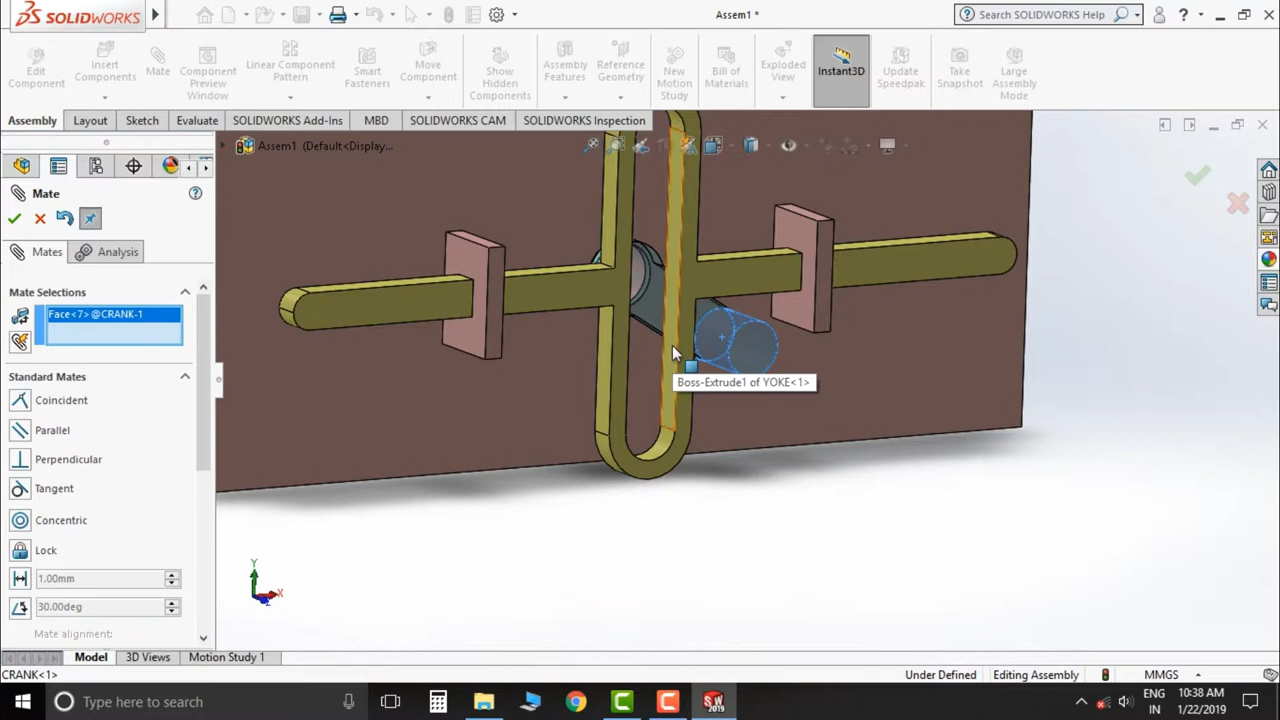 SOLIDWORKS
Assem1 *
Search SOLIDWORKS Help
Edit Component
Insert Components
Mate
Component Preview Window
Linear Component Pattern
Smart Fasteners
Move Component
Show Hidden Components
Assembly Features
Reference Geometry
New Motion Study
Bill of Materials
Exploded View
Instant3D
Update Speedpak
Take Snapshot
Large Assembly Mode
Assembly
Layout
Sketch
Evaluate
SOLIDWORKS Add-Ins
MBD
SOLIDWORKS CAM
SOLIDWORKS Inspection
Assem1 (Default<Display...
Mate
Mates
Analysis
Mate Selections
Face<7>@CRANK-1
Standard Mates
Coincident
Parallel
Perpendicular
Tangent
Concentric
Lock
1.00mm
30.00deg
Mate alignment:
Boss-Extrude1 of YOKE<1>
Y
X
Z
Model
3D Views
Motion Study 1
CRANK<1>
Under Defined
Editing Assembly
MMGS
Type here to search
SW
2019
ENG
IN
10:38 AM
1/22/2019